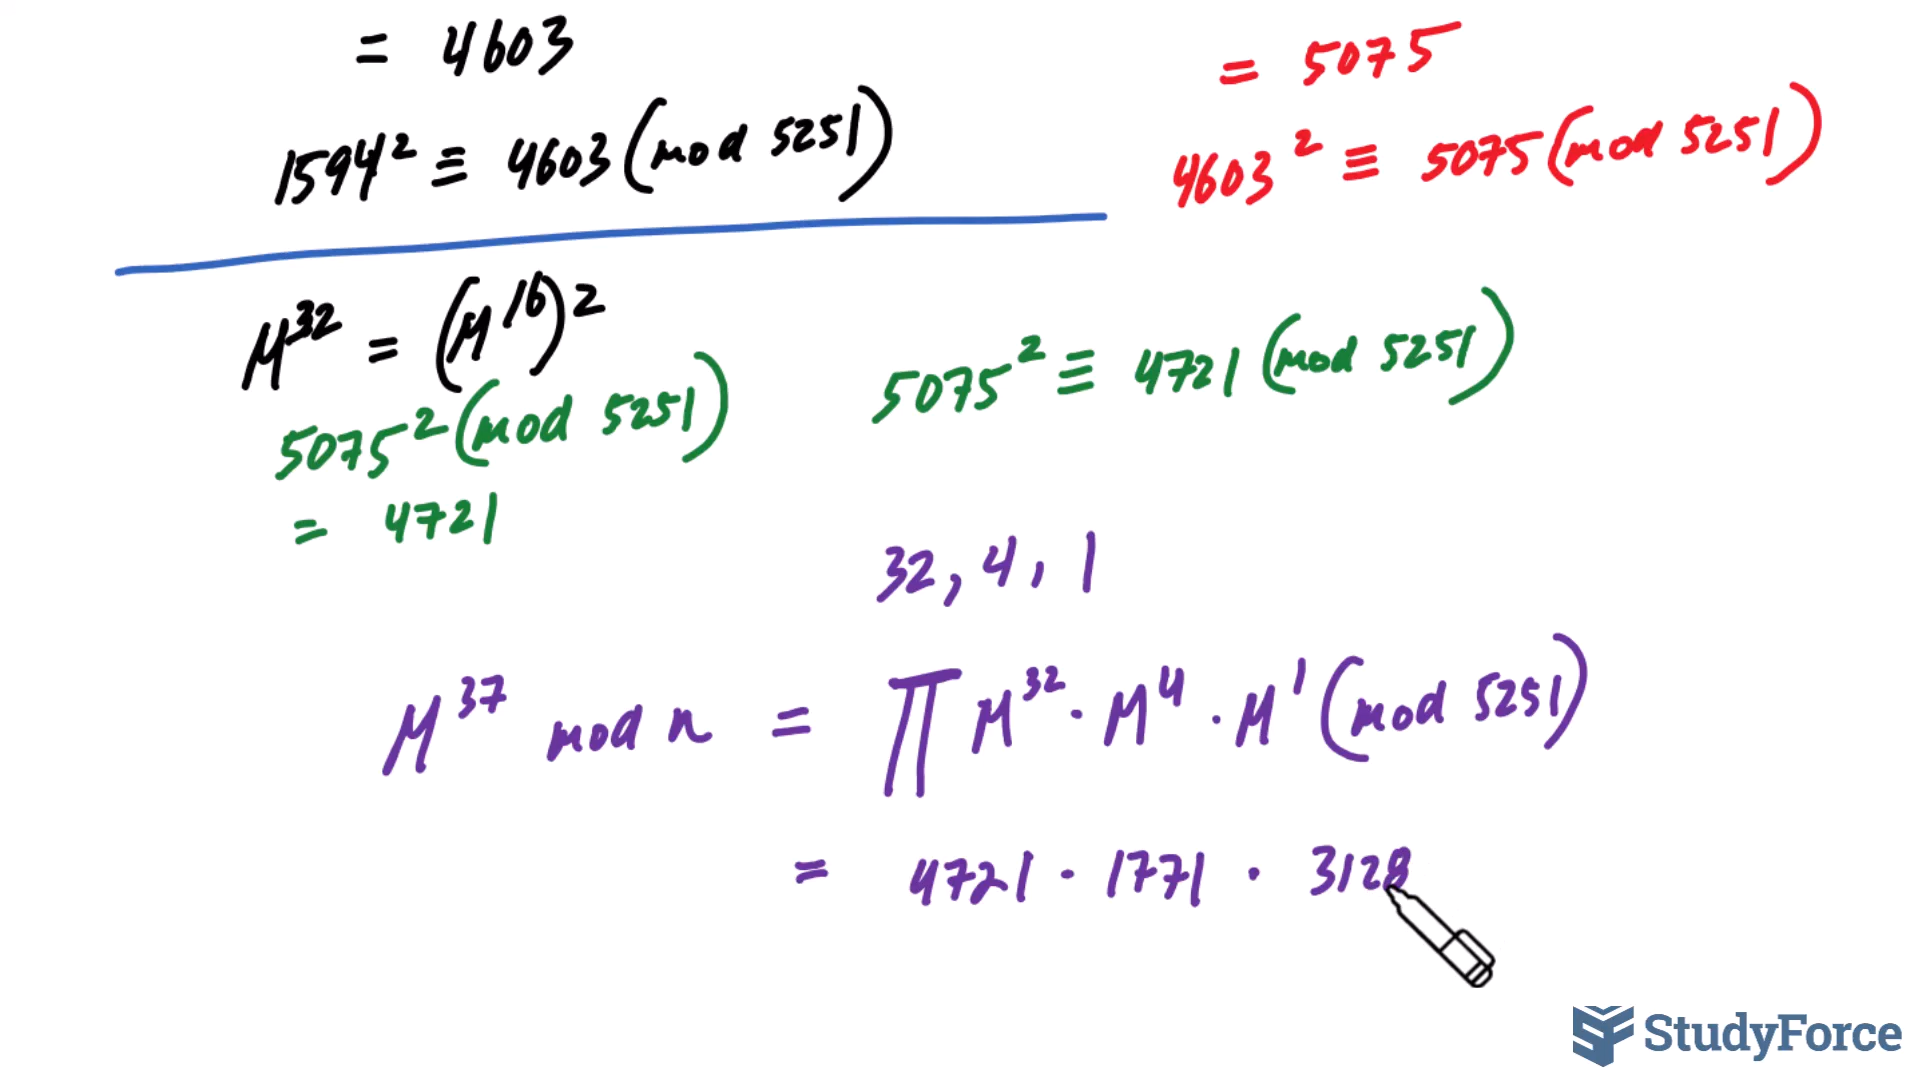 = 4603
1594² ≡ 4603 (mod 5251)
= 5075
4603² ≡ 5075 (mod 5251)
M³² = (M¹⁶)²
5075² (mod 5251)
= 4721
5075² ≡ 4721 (mod 5251)
32, 4, 1
M³⁷ mod n = ∏ M³² · M⁴ · M¹ (mod 5251)
= 4721 · 1771 · 3128
StudyForce